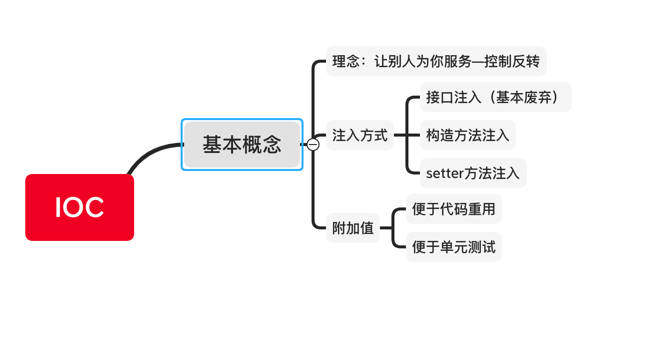 IOC
基本概念
理念：让别人为你服务—控制反转
注入方式
接口注入（基本废弃）
构造方法注入
setter方法注入
附加值
便于代码重用
便于单元测试